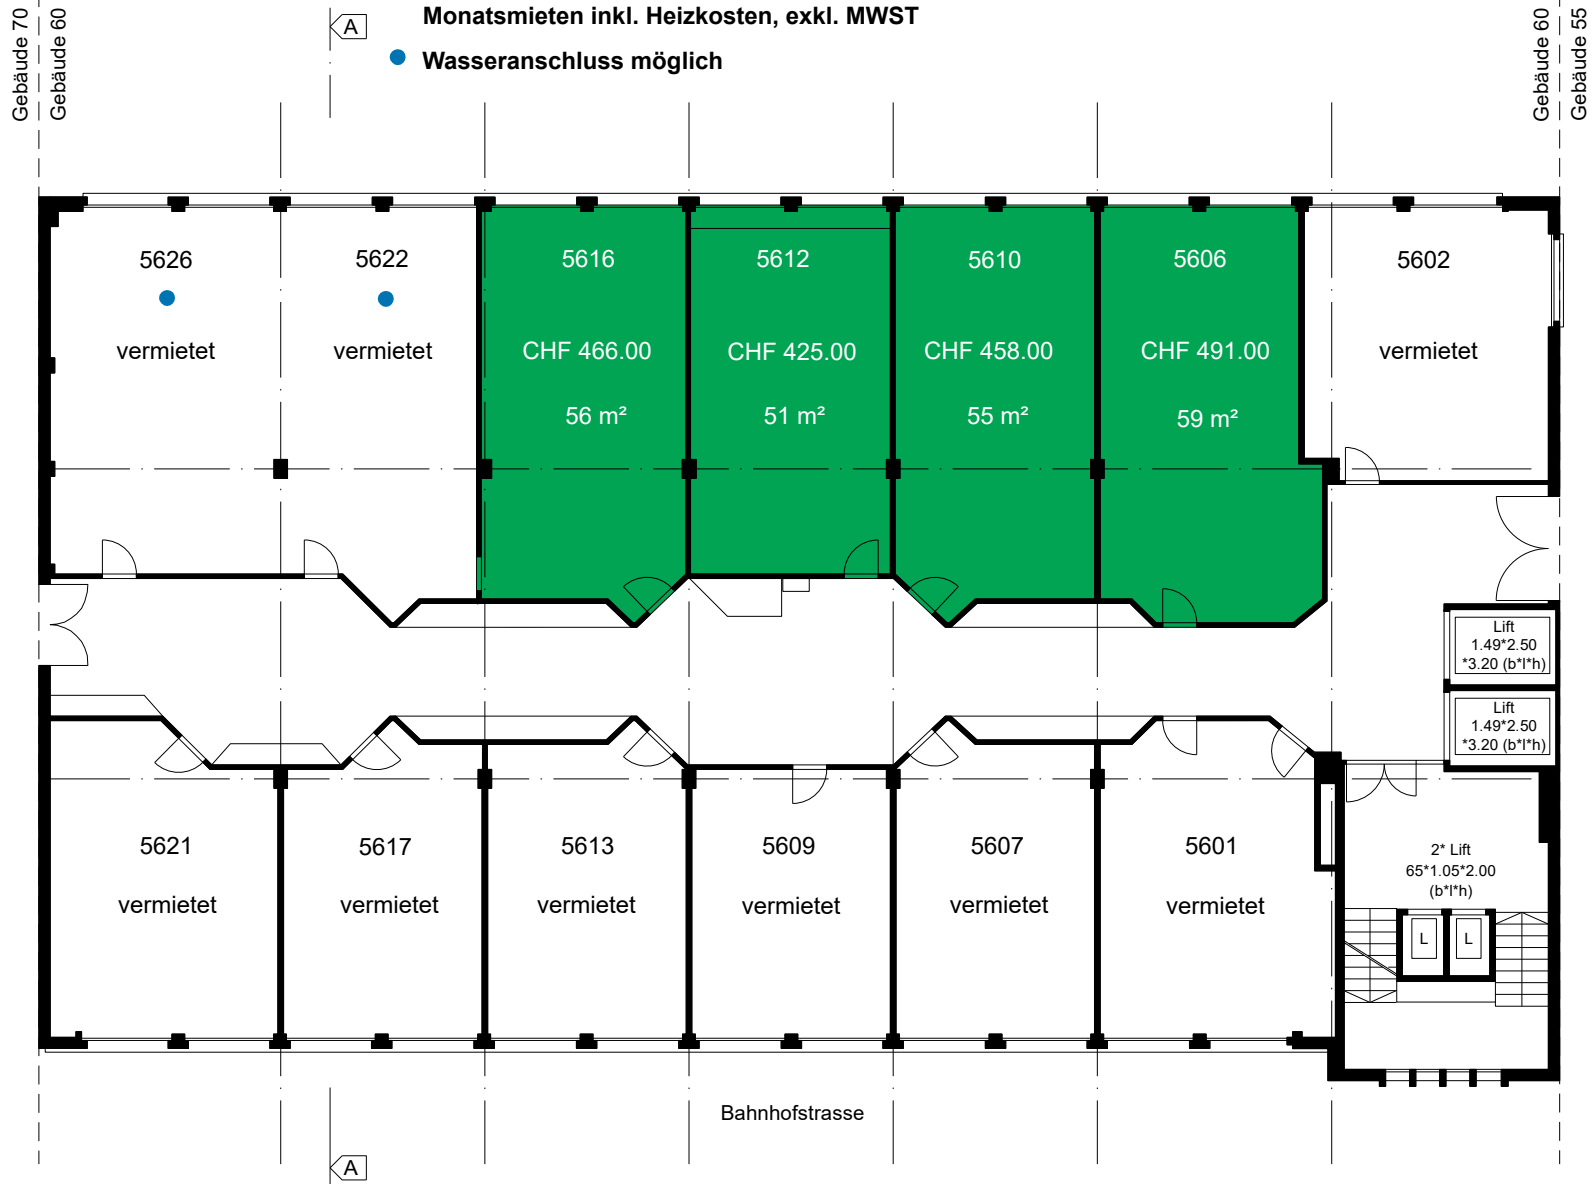 Gebäude 70
Gebäude 60
A
Monatsmieten inkl. Heizkosten, exkl. MWST
Wasseranschluss möglich
Gebäude 60
Gebäude 55
5626
vermietet
5622
vermietet
5616
CHF 466.00
56 m²
5612
CHF 425.00
51 m²
5610
CHF 458.00
55 m²
5606
CHF 491.00
59 m²
5602
vermietet
Lift
1.49*2.50
*3.20 (b*l*h)
Lift
1.49*2.50
*3.20 (b*l*h)
5621
vermietet
5617
vermietet
5613
vermietet
5609
vermietet
5607
vermietet
5601
vermietet
2* Lift
65*1.05*2.00
(b*l*h)
L
L
Bahnhofstrasse
A